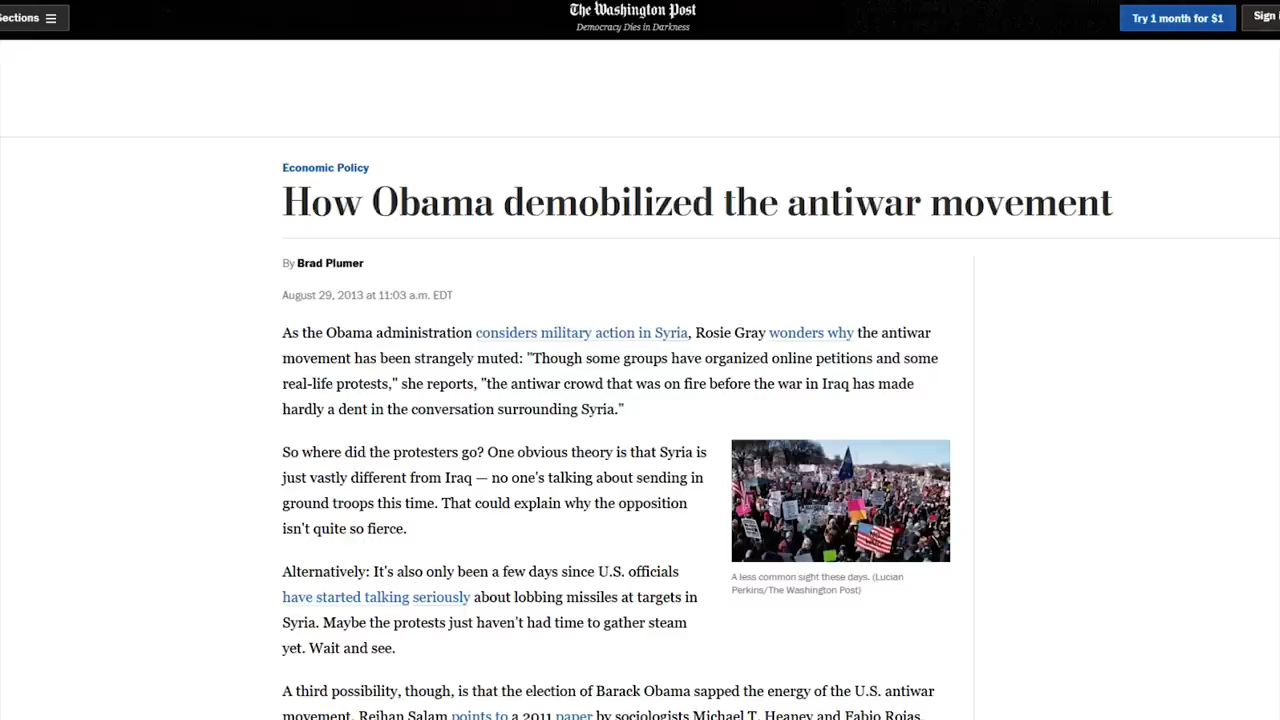 Sections
The Washington Post
Democracy Dies in Darkness
Try 1 month for $1
Sign i
Economic Policy
How Obama demobilized the antiwar movement
By Brad Plumer
August 29, 2013 at 11:03 a.m. EDT
As the Obama administration considers military action in Syria, Rosie Gray wonders why the antiwar
movement has been strangely muted: "Though some groups have organized online petitions and some
real-life protests," she reports, "the antiwar crowd that was on fire before the war in Iraq has made
hardly a dent in the conversation surrounding Syria."
So where did the protesters go? One obvious theory is that Syria is
just vastly different from Iraq — no one's talking about sending in
ground troops this time. That could explain why the opposition
isn't quite so fierce.
A less common sight these days. (Lucian
Perkins/The Washington Post)
Alternatively: It's also only been a few days since U.S. officials
have started talking seriously about lobbing missiles at targets in
Syria. Maybe the protests just haven't had time to gather steam
yet. Wait and see.
A third possibility, though, is that the election of Barack Obama sapped the energy of the U.S. antiwar
movement. Reihan Salam points to a 2011 paper by sociologists Michael T. Heaney and Fabio Rojas,